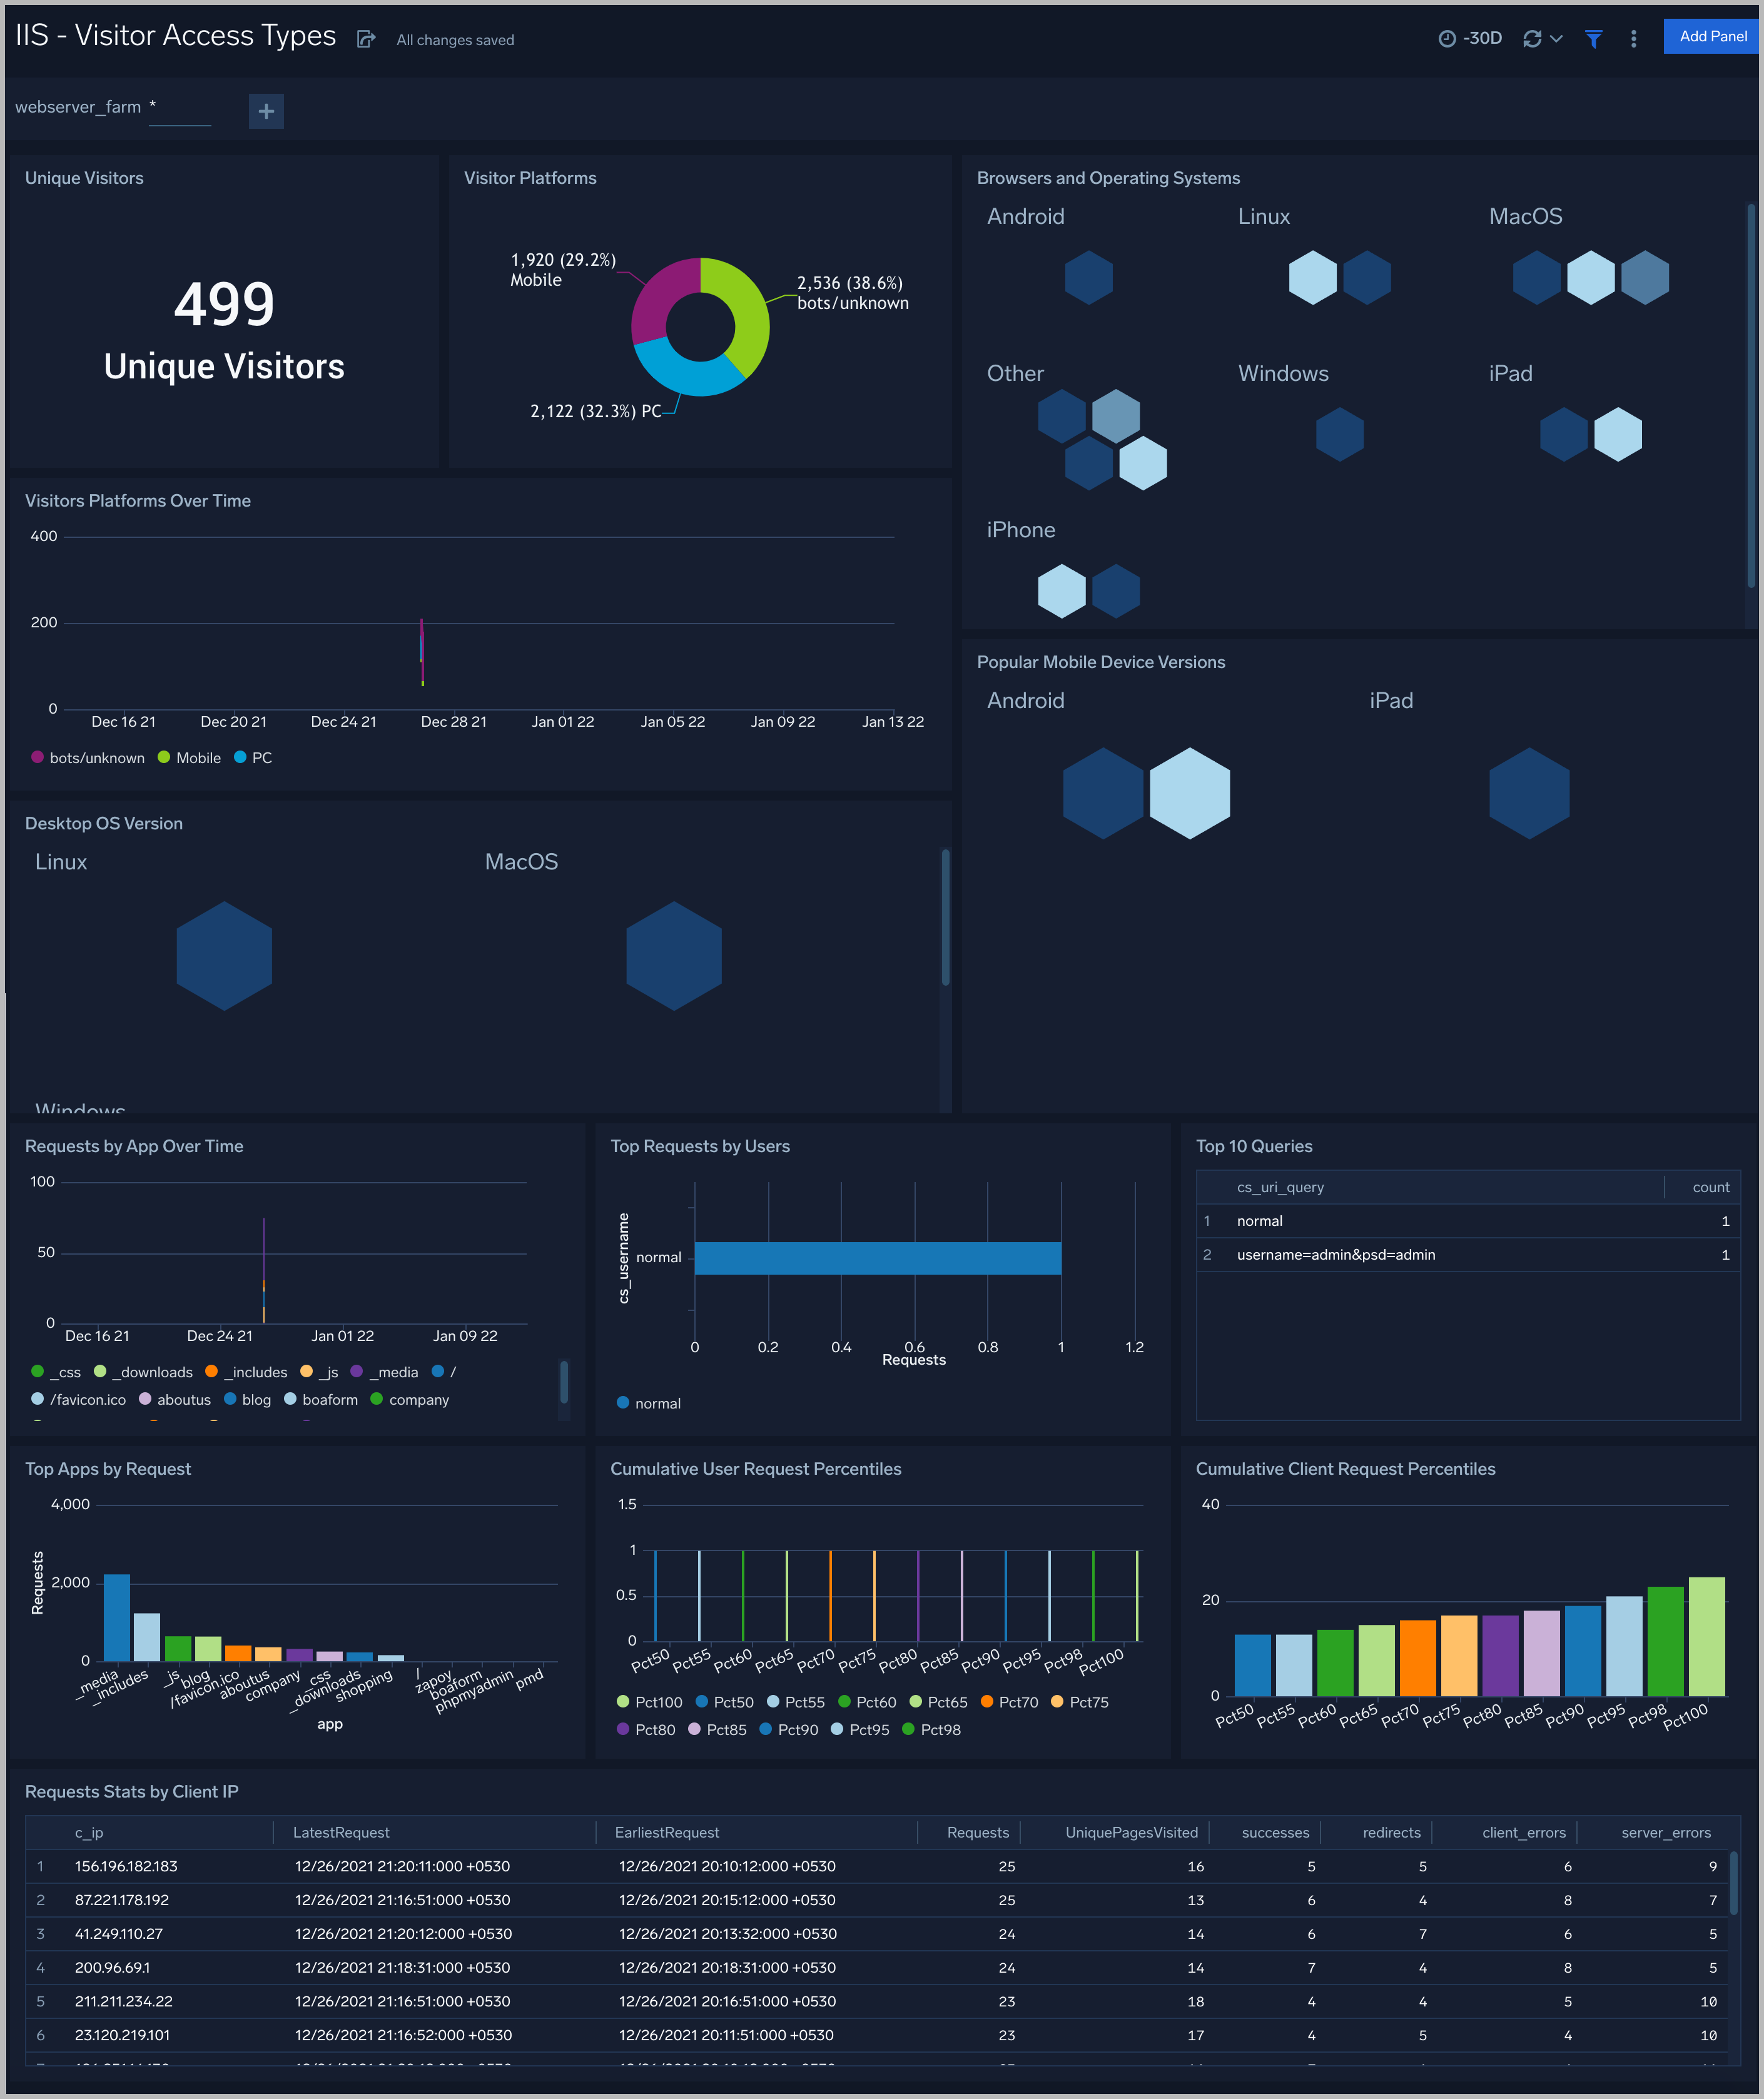 IIS - Visitor Access Types
All changes saved
-30D
Add Panel
webserver_farm *
Unique Visitors
499
Unique Visitors
Visitor Platforms
1,920 (29.2%)
Mobile
2,536 (38.6%)
bots/unknown
2,122 (32.3%) PC
Browsers and Operating Systems
Android
Linux
MacOS
Other
Windows
iPad
iPhone
Visitors Platforms Over Time
400
200
0
Dec 16 21 Dec 20 21 Dec 24 21 Dec 28 21 Jan 01 22 Jan 05 22 Jan 09 22 Jan 13 22
bots/unknown Mobile PC
Popular Mobile Device Versions
Android
iPad
Desktop OS Version
Linux
MacOS
Windows
Requests by App Over Time
100
50
0
Dec 16 21 Dec 24 21 Jan 01 22 Jan 09 22
_css _downloads _includes _js _media /
/favicon.ico aboutus blog boaform company
Top Requests by Users
cs_username
normal
0 0.2 0.4 0.6 0.8 1 1.2
Requests
normal
Top 10 Queries
cs_uri_query count
1 normal 1
2 username=admin&psd=admin 1
Top Apps by Request
4,000
2,000
0
Requests
_media _includes _js blog /favicon.ico aboutus company _css _downloads shopping / zapoy boaform phpmyadmin pmd
app
Cumulative User Request Percentiles
1.5
1
0.5
0
Pct50 Pct55 Pct60 Pct65 Pct70 Pct75 Pct80 Pct85 Pct90 Pct95 Pct98 Pct100
Pct100 Pct50 Pct55 Pct60 Pct65 Pct70 Pct75
Pct80 Pct85 Pct90 Pct95 Pct98
Cumulative Client Request Percentiles
40
20
0
Pct50 Pct55 Pct60 Pct65 Pct70 Pct75 Pct80 Pct85 Pct90 Pct95 Pct98 Pct100
Requests Stats by Client IP
c_ip LatestRequest EarliestRequest Requests UniquePagesVisited successes redirects client_errors server_errors
1 156.196.182.183 12/26/2021 21:20:11:000 +0530 12/26/2021 20:10:12:000 +0530 25 16 5 5 6 9
2 87.221.178.192 12/26/2021 21:16:51:000 +0530 12/26/2021 20:15:12:000 +0530 25 13 6 4 8 7
3 41.249.110.27 12/26/2021 21:20:12:000 +0530 12/26/2021 20:13:32:000 +0530 24 14 6 7 6 5
4 200.96.69.1 12/26/2021 21:18:31:000 +0530 12/26/2021 20:18:31:000 +0530 24 14 7 4 8 5
5 211.211.234.22 12/26/2021 21:16:51:000 +0530 12/26/2021 20:16:51:000 +0530 23 18 4 4 5 10
6 23.120.219.101 12/26/2021 21:16:52:000 +0530 12/26/2021 20:11:51:000 +0530 23 17 4 5 4 10